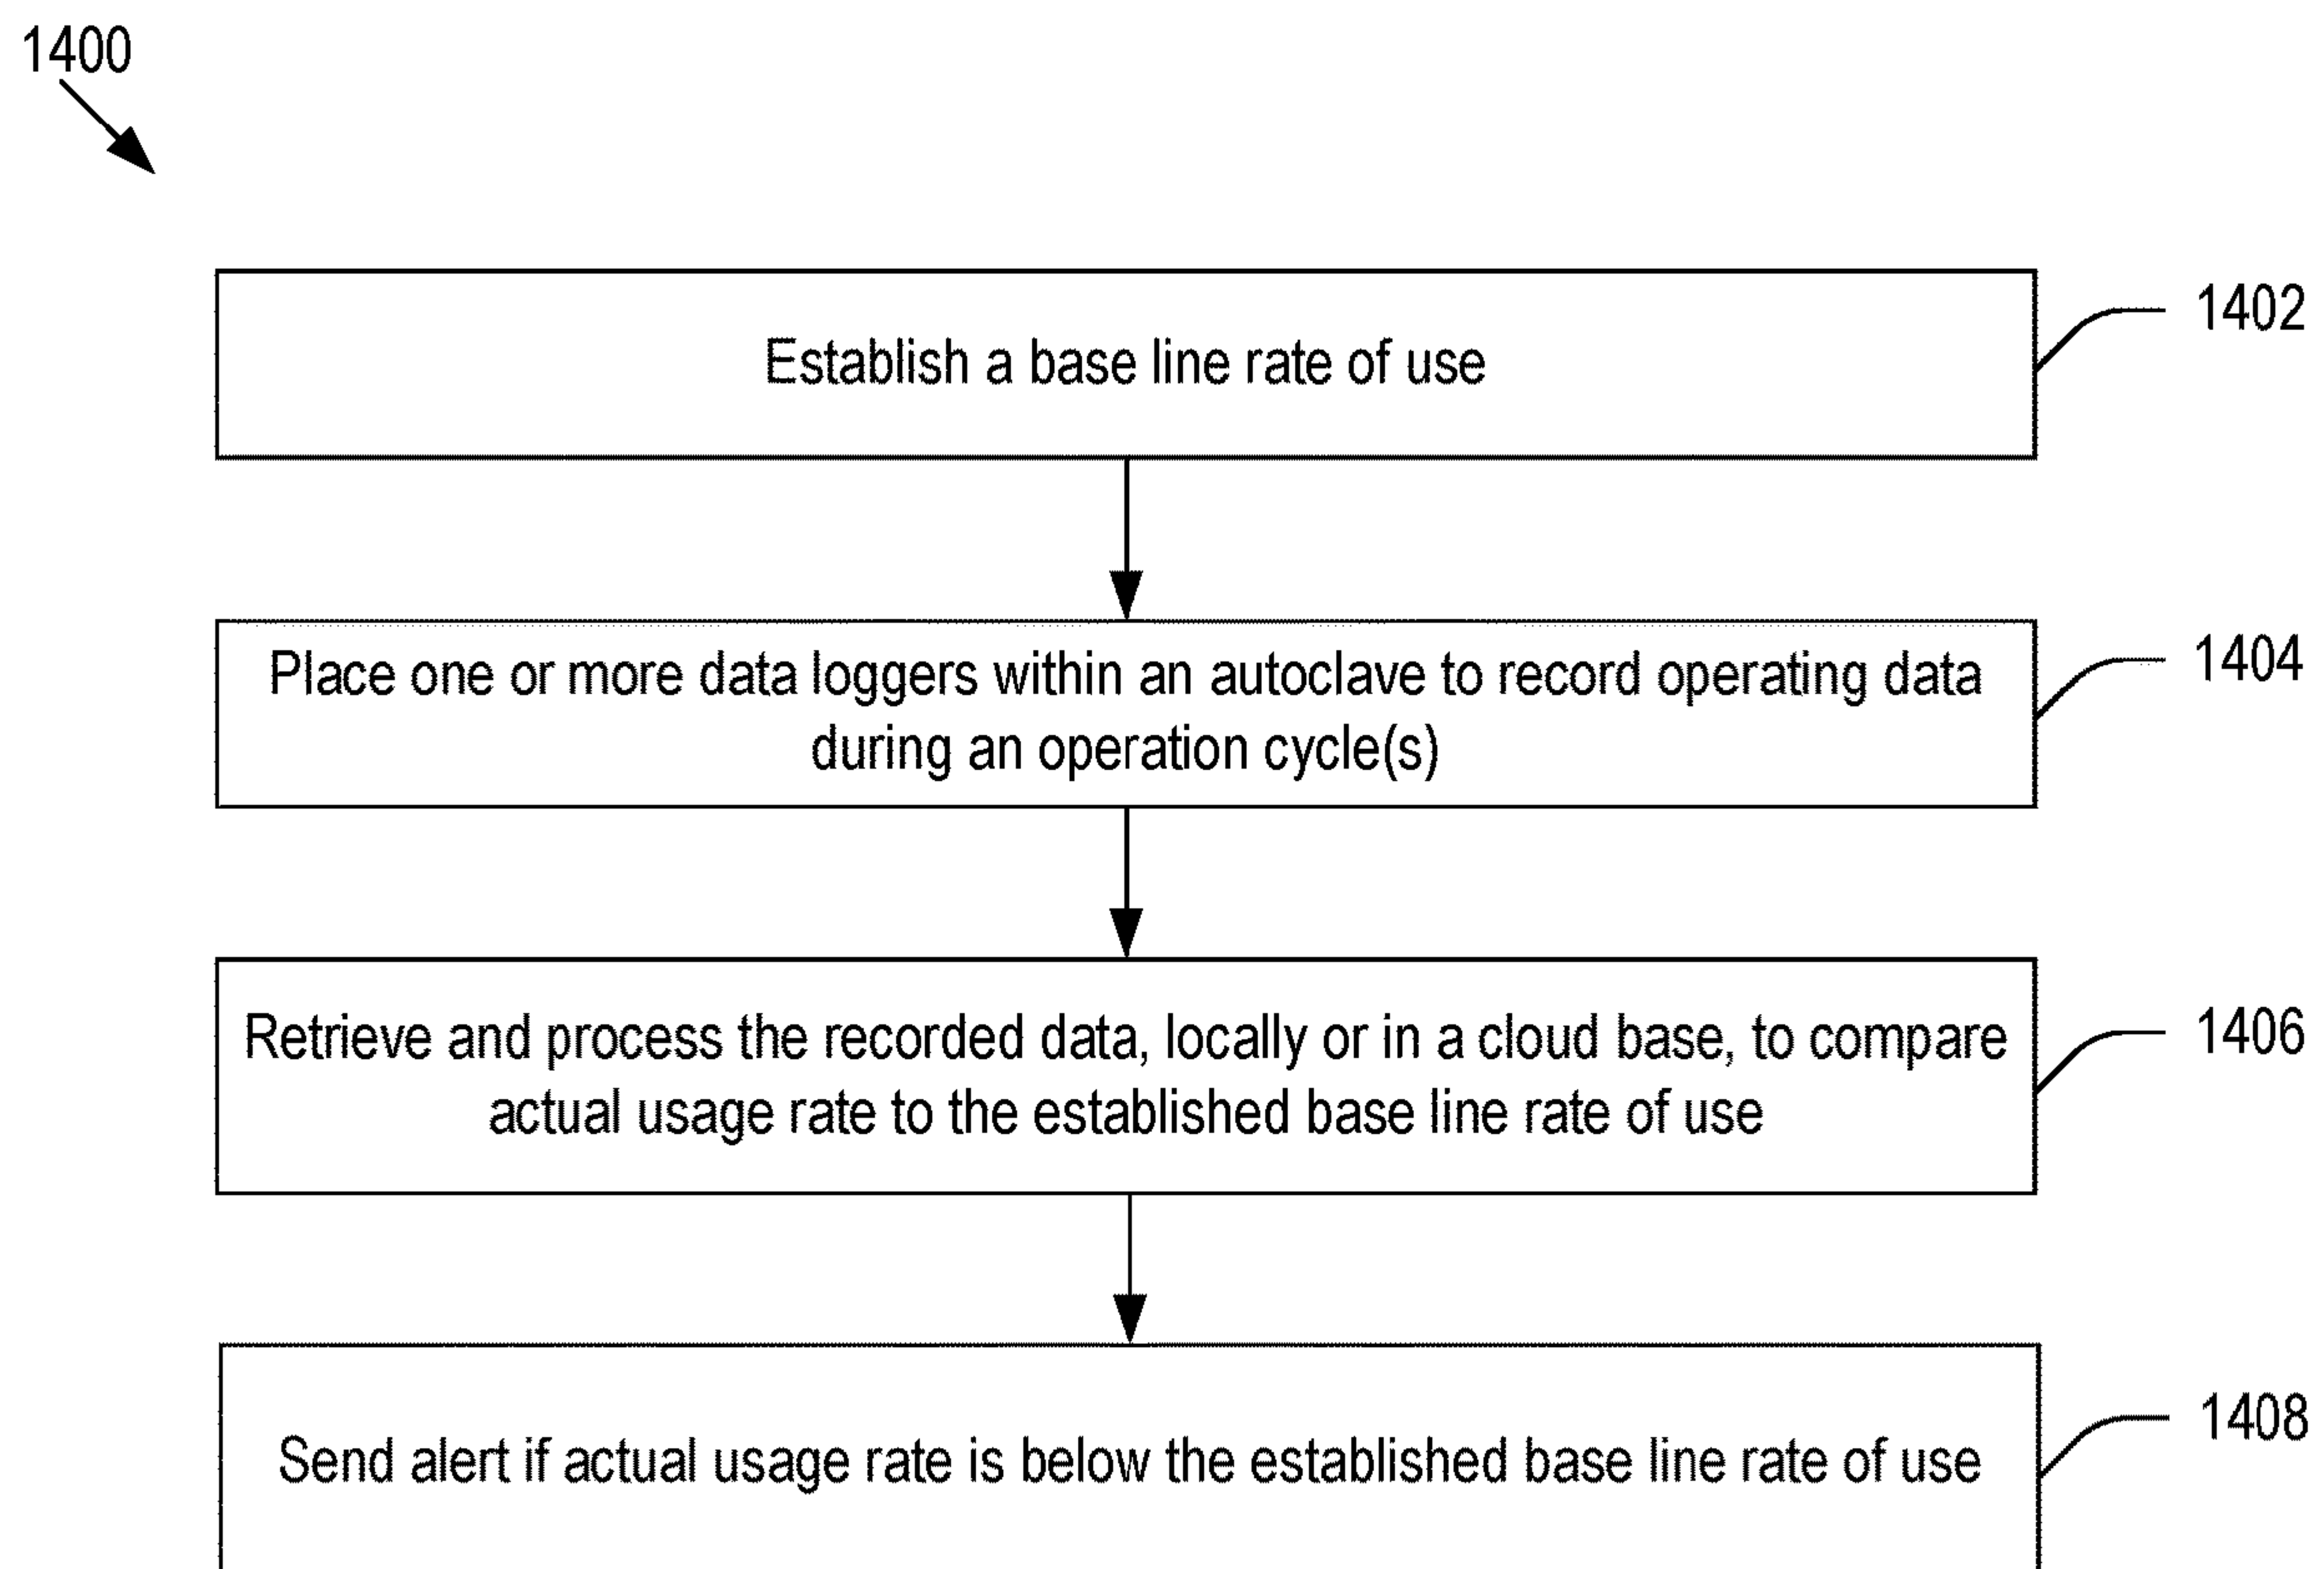 1400
Establish a base line rate of use
1402
Place one or more data loggers within an autoclave to record operating data
during an operation cycle(s)
1404
Retrieve and process the recorded data, locally or in a cloud base, to compare
actual usage rate to the established base line rate of use
1406
Send alert if actual usage rate is below the established base line rate of use
1408